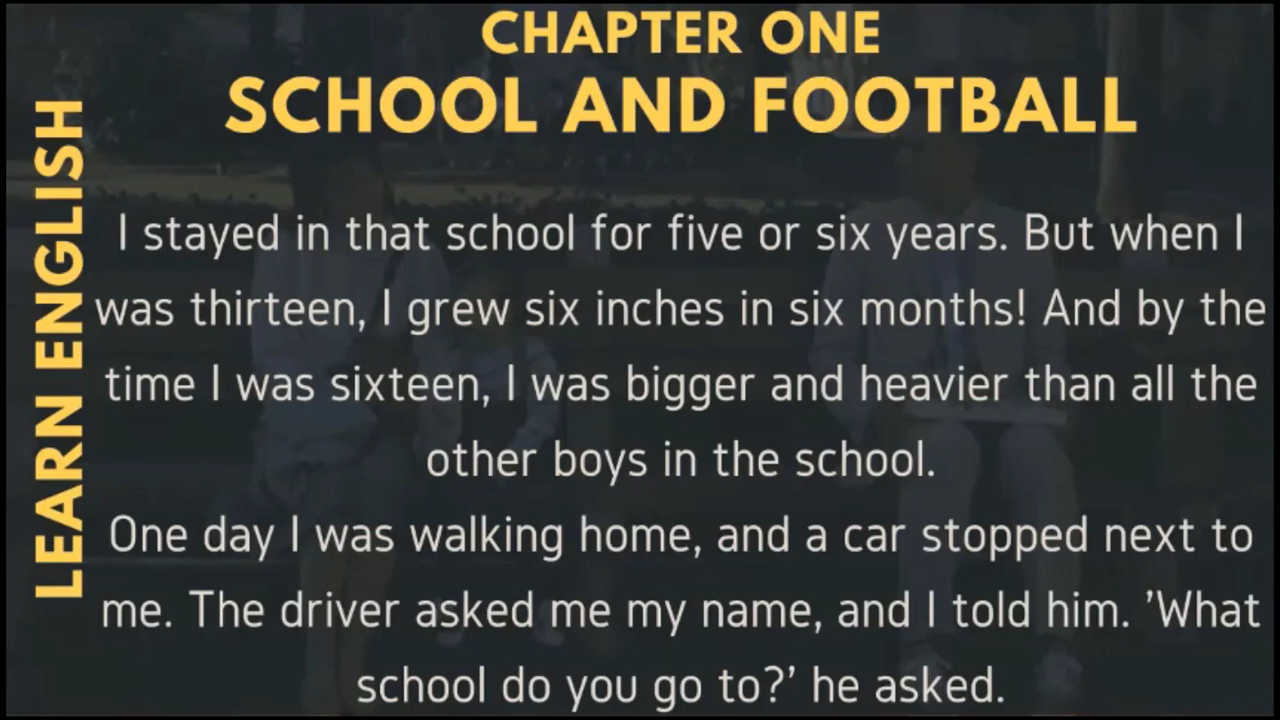 CHAPTER ONE
SCHOOL AND FOOTBALL
LEARN ENGLISH
I stayed in that school for five or six years. But when I
was thirteen, I grew six inches in six months! And by the
time I was sixteen, I was bigger and heavier than all the
other boys in the school.
One day I was walking home, and a car stopped next to
me. The driver asked me my name, and I told him. ’What
school do you go to?’ he asked.